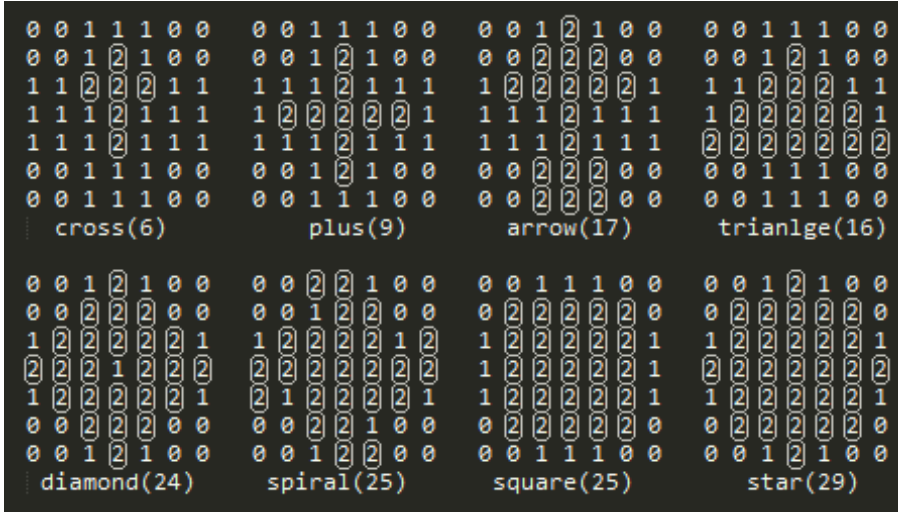 0 0 1 1 1 0 0   0 0 1 1 1 0 0   0 0 1 2 1 0 0   0 0 1 1 1 0 0
0 0 1 2 1 0 0   0 0 1 2 1 0 0   0 0 2 2 2 0 0   0 0 1 2 1 0 0
1 1 2 2 2 1 1   1 1 1 2 1 1 1   1 2 2 2 2 2 1   1 1 2 2 2 1 1
1 1 1 2 1 1 1   1 2 2 2 2 2 1   1 1 1 2 1 1 1   1 2 2 2 2 2 1
1 1 1 2 1 1 1   1 1 1 2 1 1 1   1 1 1 2 1 1 1   2 2 2 2 2 2 2
0 0 1 1 1 0 0   0 0 1 2 1 0 0   0 0 2 2 2 0 0   0 0 1 1 1 0 0
0 0 1 1 1 0 0   0 0 1 1 1 0 0   0 0 2 2 2 0 0   0 0 1 1 1 0 0
cross(6)   plus(9)   arrow(17)   trianlge(16)
0 0 1 2 1 0 0   0 0 2 2 1 0 0   0 0 1 1 1 0 0   0 0 1 2 1 0 0
0 0 2 2 2 0 0   0 0 1 2 2 0 0   0 2 2 2 2 2 0   0 2 2 2 2 2 0
1 2 2 2 2 2 1   1 2 2 2 2 1 2   1 2 2 2 2 2 1   1 2 2 2 2 2 1
2 2 2 1 2 2 2   2 2 2 2 2 2 2   1 2 2 2 2 2 1   2 2 2 2 2 2 2
1 2 2 2 2 2 1   2 1 2 2 2 2 1   1 2 2 2 2 2 1   1 2 2 2 2 2 1
0 0 2 2 2 0 0   0 0 2 2 1 0 0   0 2 2 2 2 2 0   0 2 2 2 2 2 0
0 0 1 2 1 0 0   0 0 1 2 2 0 0   0 0 1 1 1 0 0   0 0 1 2 1 0 0
diamond(24)   spiral(25)   square(25)   star(29)